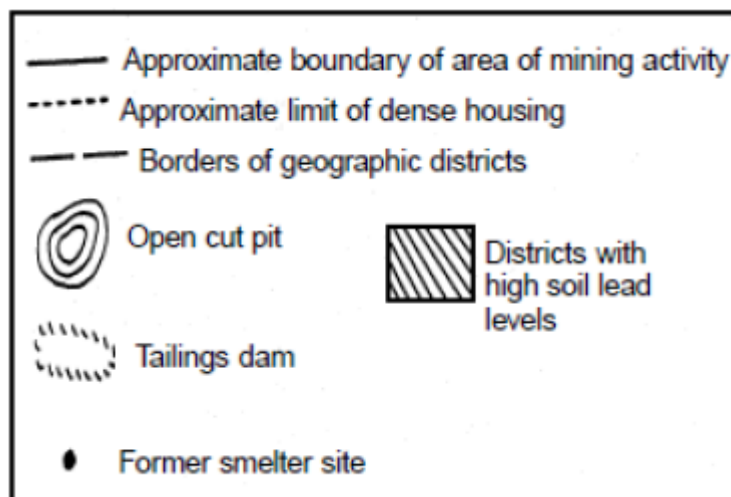 Approximate boundary of area of mining activity
Approximate limit of dense housing
Borders of geographic districts
Open cut pit
Districts with
high soil lead
levels
Tailings dam
Former smelter site